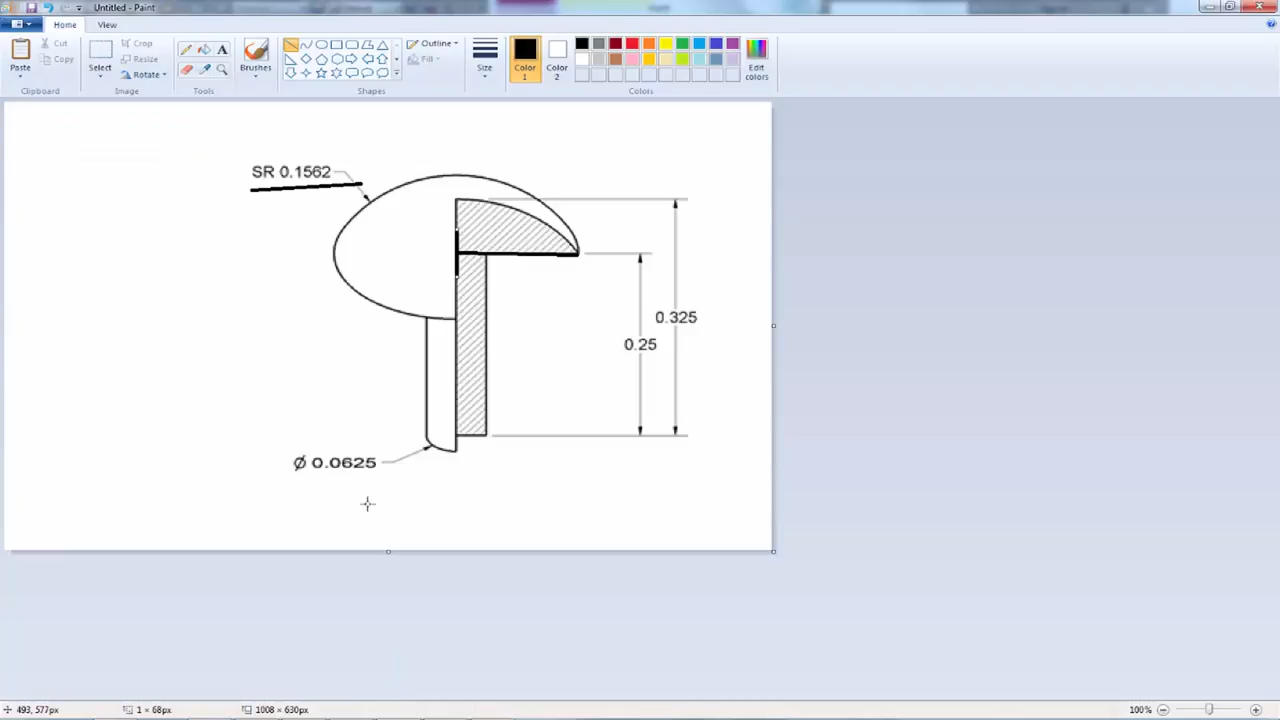 Untitled - Paint
Home
View
Paste
Cut
Copy
Clipboard
Select
Crop
Resize
Rotate
Image
A
Tools
Brushes
Outline
Fill
Shapes
Size
Color 1
Color 2
Edit colors
Colors
SR 0.1562
0.325
0.25
Ø 0.0625
493, 577px
1 × 68px
1008 × 630px
100%